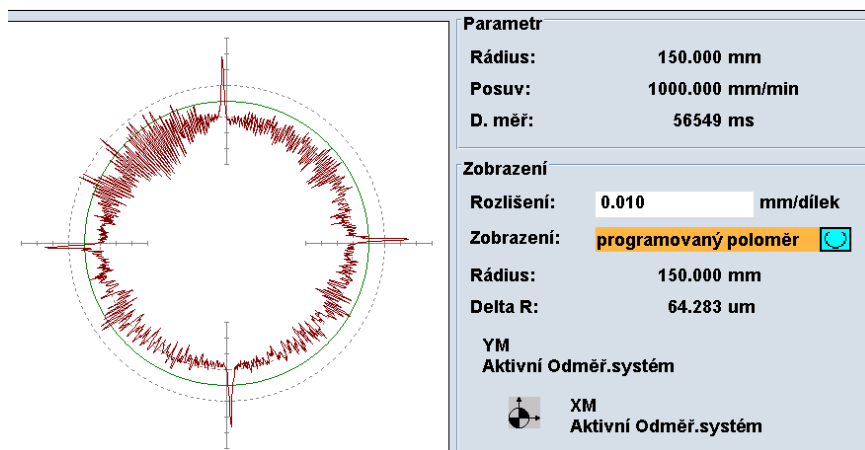 Parametr
Rádius: 150.000 mm
Posuv: 1000.000 mm/min
D. měř: 56549 ms
Zobrazení
Rozlišení: 0.010 mm/dílek
Zobrazení: programovaný poloměr
Rádius: 150.000 mm
Delta R: 64.283 um
YM
Aktivní Odměř.systém
XM
Aktivní Odměř.systém